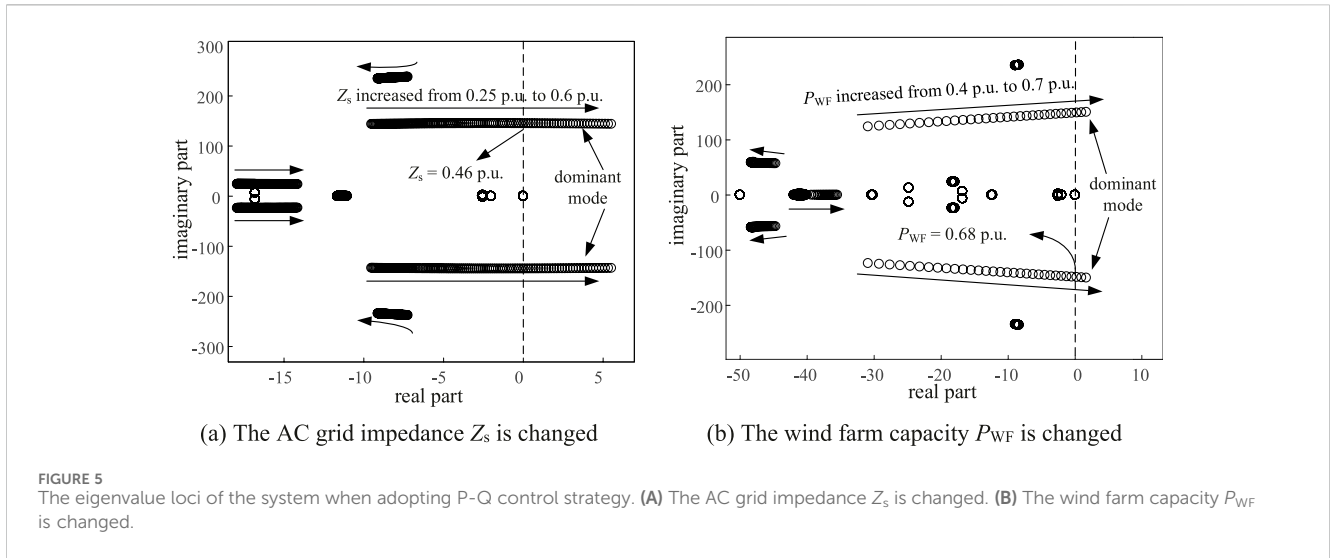 300
200
100
0
-100
-200
-300
imaginary part
Zs increased from 0.25 p.u. to 0.6 p.u.
Zs = 0.46 p.u.
dominant
mode
-15
-10
-5
0
5
real part
(a) The AC grid impedance Zs is changed
200
100
0
-100
-200
imaginary part
PWF increased from 0.4 p.u. to 0.7 p.u.
dominant
mode
PWF = 0.68 p.u.
-50
-40
-30
-20
-10
0
10
real part
(b) The wind farm capacity PWF is changed
FIGURE 5
The eigenvalue loci of the system when adopting P-Q control strategy. (A) The AC grid impedance Zs is changed. (B) The wind farm capacity PWF
is changed.